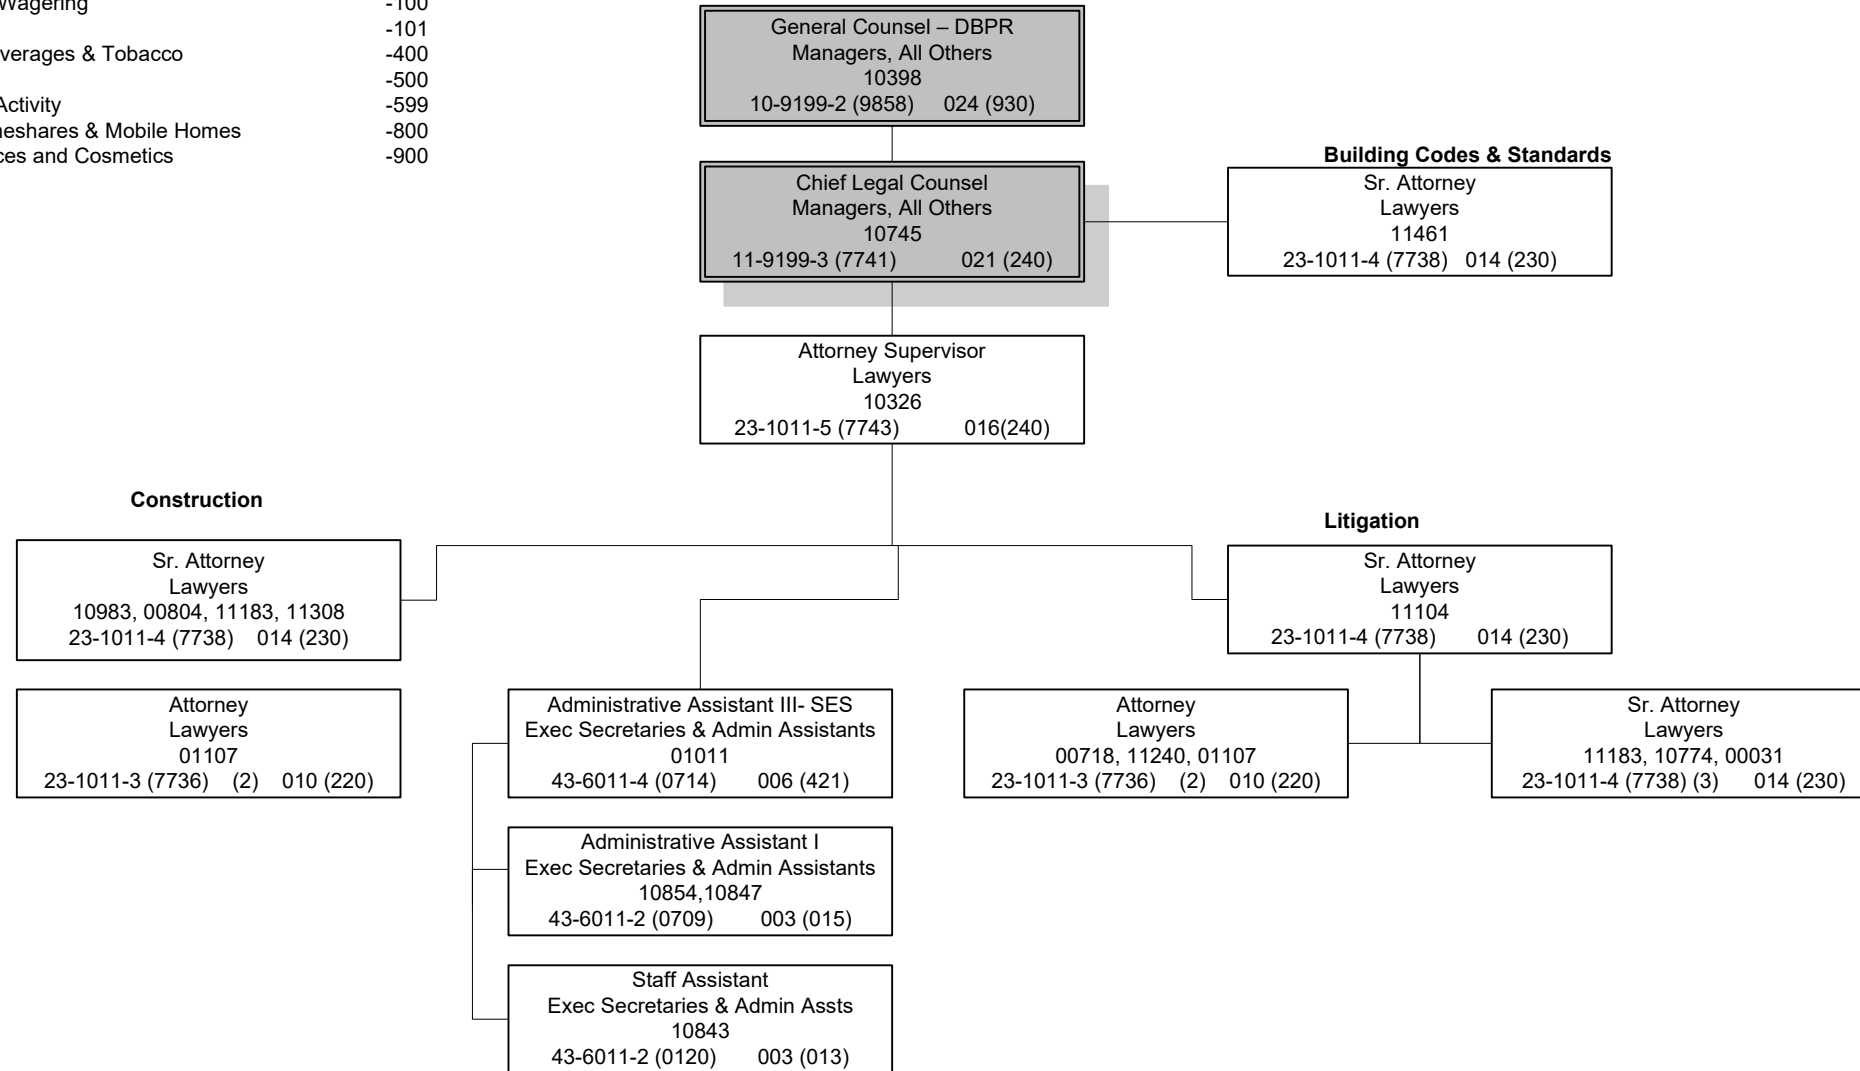 Wagering -100
-101
verages & Tobacco -400
-500
Activity -599
neshares & Mobile Homes -800
ces and Cosmetics -900
General Counsel – DBPR
Managers, All Others
10398
10-9199-2 (9858) 024 (930)
Chief Legal Counsel
Managers, All Others
10745
11-9199-3 (7741) 021 (240)
Building Codes & Standards
Sr. Attorney
Lawyers
11461
23-1011-4 (7738) 014 (230)
Attorney Supervisor
Lawyers
10326
23-1011-5 (7743) 016(240)
Construction
Sr. Attorney
Lawyers
10983, 00804, 11183, 11308
23-1011-4 (7738) 014 (230)
Attorney
Lawyers
01107
23-1011-3 (7736) (2) 010 (220)
Administrative Assistant III- SES
Exec Secretaries & Admin Assistants
01011
43-6011-4 (0714) 006 (421)
Administrative Assistant I
Exec Secretaries & Admin Assistants
10854,10847
43-6011-2 (0709) 003 (015)
Staff Assistant
Exec Secretaries & Admin Assts
10843
43-6011-2 (0120) 003 (013)
Litigation
Sr. Attorney
Lawyers
11104
23-1011-4 (7738) 014 (230)
Attorney
Lawyers
00718, 11240, 01107
23-1011-3 (7736) (2) 010 (220)
Sr. Attorney
Lawyers
11183, 10774, 00031
23-1011-4 (7738) (3) 014 (230)